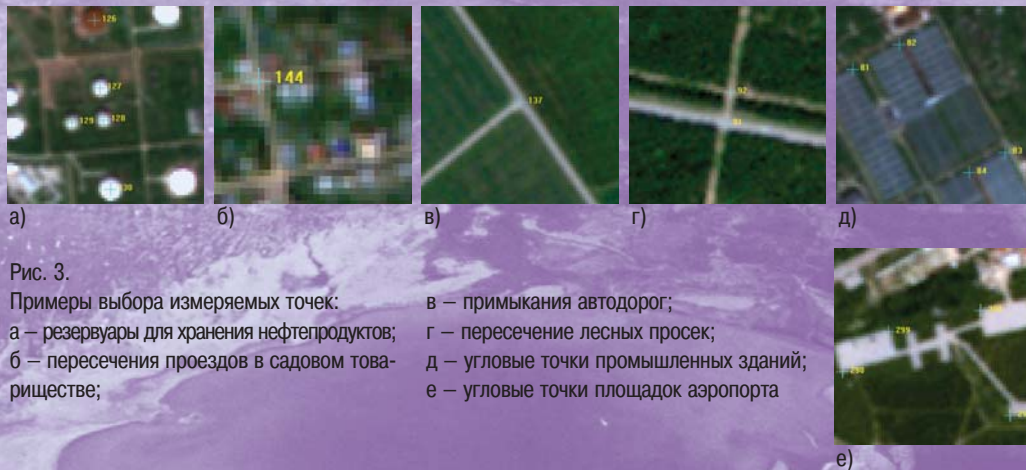 126
127
129 128
130
144
137
92
91
82
81
83
84
а) б) в) г) д)
299
298
е)
Рис. 3.
Примеры выбора измеряемых точек:
а – резервуары для хранения нефтепродуктов;
б – пересечения проездов в садовом това-
риществе;
в – примыкания автодорог;
г – пересечение лесных просек;
д – угловые точки промышленных зданий;
е – угловые точки площадок аэропорта